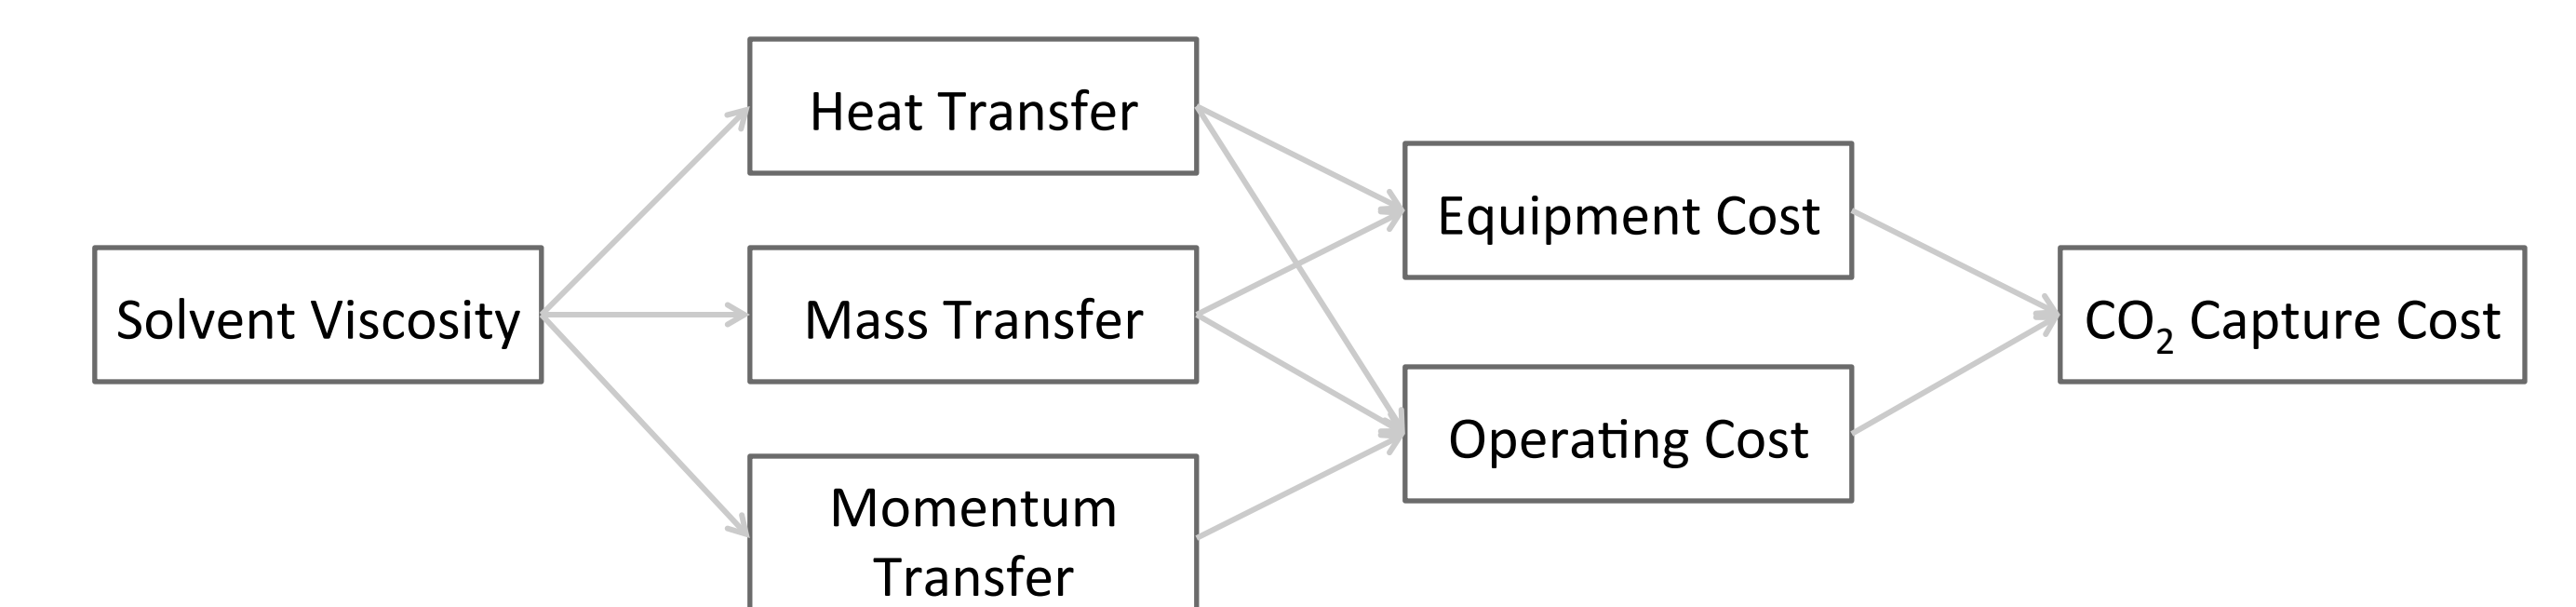 Solvent Viscosity
Heat Transfer
Mass Transfer
Momentum
Transfer
Equipment Cost
Operating Cost
CO₂ Capture Cost